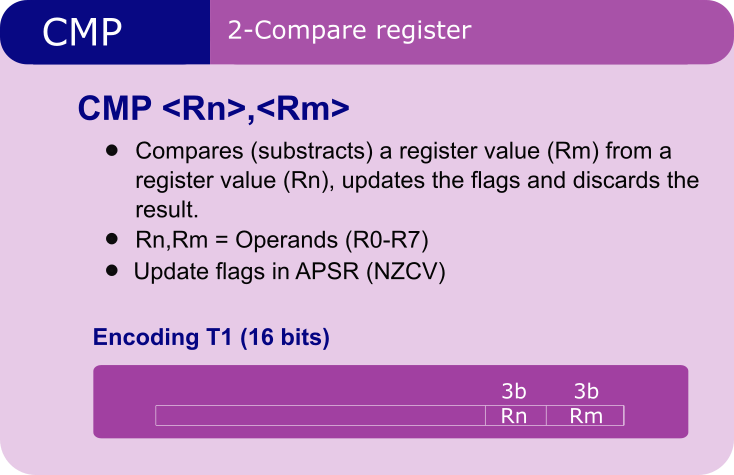 CMP
2-Compare register
CMP <Rn>,<Rm>
● Compares (substracts) a register value (Rm) from a
register value (Rn), updates the flags and discards the
result.
● Rn,Rm = Operands (R0-R7)
● Update flags in APSR (NZCV)
Encoding T1 (16 bits)
3b 3b
Rn Rm